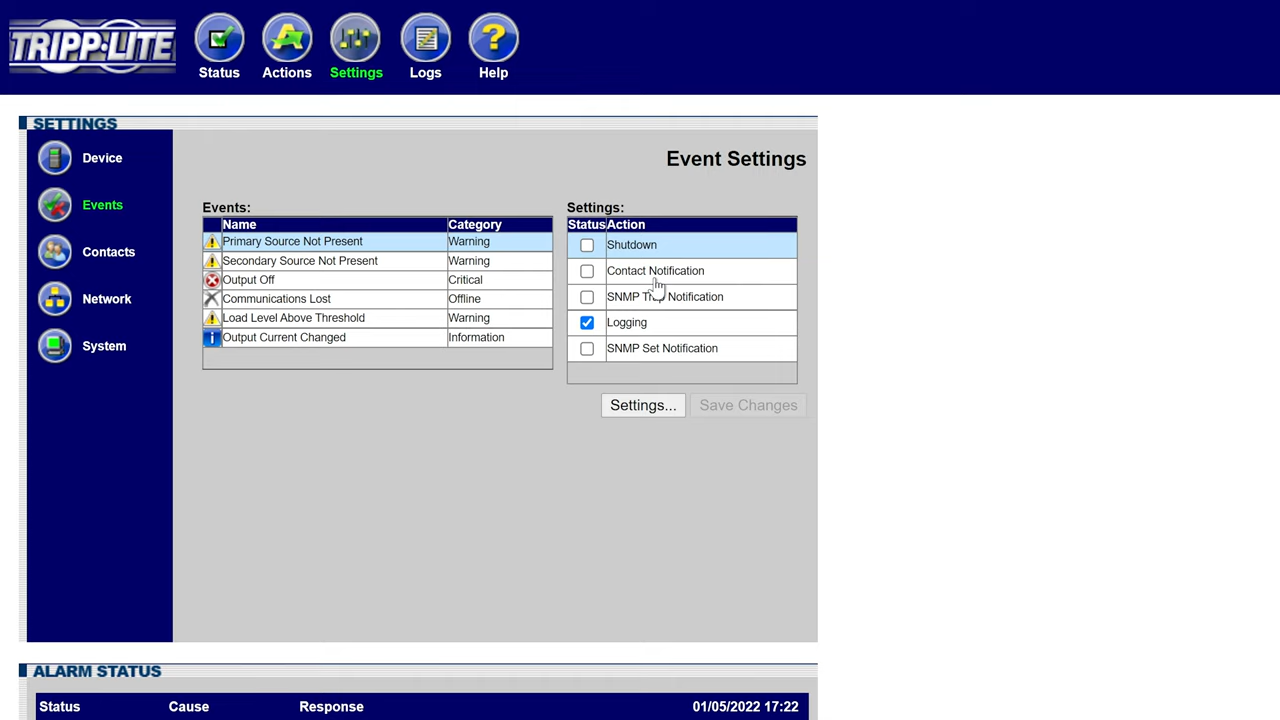 TRIPP·LITE
Status Actions Settings Logs Help
SETTINGS
Device
Events
Contacts
Network
System
Event Settings
Events:
Name Category
Primary Source Not Present Warning
Secondary Source Not Present Warning
Output Off Critical
Communications Lost Offline
Load Level Above Threshold Warning
Output Current Changed Information
Settings:
Status Action
Shutdown
Contact Notification
SNMP Trap Notification
Logging
SNMP Set Notification
Settings... Save Changes
ALARM STATUS
Status Cause Response 01/05/2022 17:22